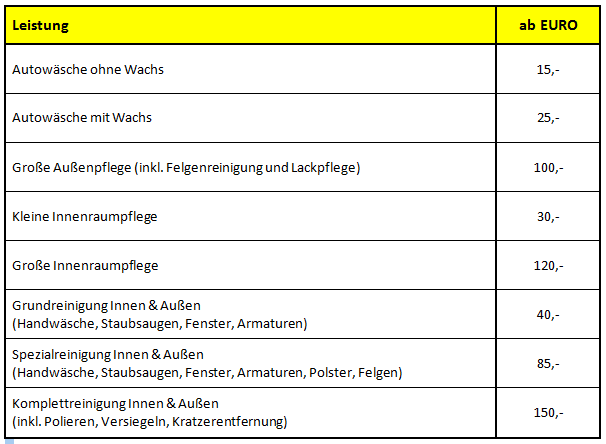 Leistung ab EURO
Autowäsche ohne Wachs 15,-
Autowäsche mit Wachs 25,-
Große Außenpflege (inkl. Felgenreinigung und Lackpflege) 100,-
Kleine Innenraumpflege 30,-
Große Innenraumpflege 120,-
Grundreinigung Innen & Außen
(Handwäsche, Staubsaugen, Fenster, Armaturen) 40,-
Spezialreinigung Innen & Außen
(Handwäsche, Staubsaugen, Fenster, Armaturen, Polster, Felgen) 85,-
Komplettreinigung Innen & Außen
(inkl. Polieren, Versiegeln, Kratzerentfernung) 150,-